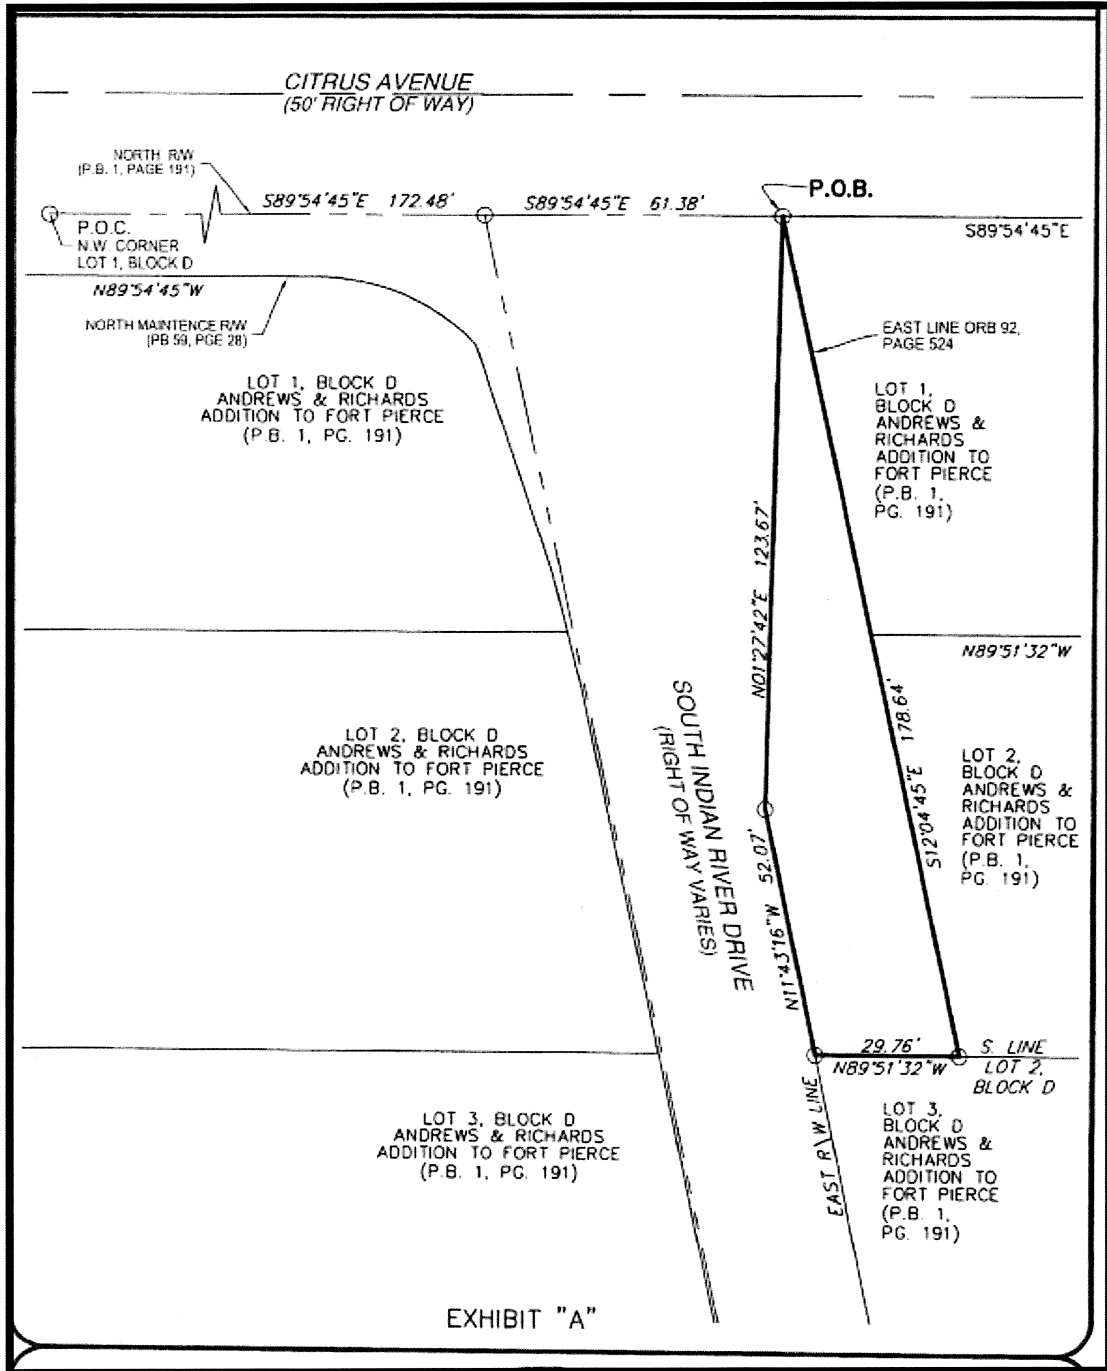 CITRUS AVENUE
(50' RIGHT OF WAY)
NORTH R/W
(P.B. 1, PAGE 191)
S89°54'45"E 172.48'
S89°54'45"E 61.38'
P.O.B.
S89°54'45"E
P.O.C.
N.W. CORNER
LOT 1, BLOCK D
N89°54'45"W
NORTH MAINTENCE R/W
(PB 59, PGE 28)
EAST LINE ORB 92,
PAGE 524
LOT 1, BLOCK D
ANDREWS & RICHARDS
ADDITION TO FORT PIERCE
(P.B. 1, PG. 191)
LOT 1,
BLOCK D
ANDREWS &
RICHARDS
ADDITION TO
FORT PIERCE
(P.B. 1,
PG. 191)
N01°27'42"E 123.67'
N89°51'32"W
SOUTH INDIAN RIVER DRIVE
(RIGHT OF WAY VARIES)
S12°04'45"E 178.64'
LOT 2, BLOCK D
ANDREWS & RICHARDS
ADDITION TO FORT PIERCE
(P.B. 1, PG. 191)
LOT 2,
BLOCK D
ANDREWS &
RICHARDS
ADDITION TO
FORT PIERCE
(P.B. 1,
PG. 191)
N11°43'16"W 52.07'
29.76'
N89°51'32"W
S. LINE
LOT 2,
BLOCK D
EAST R\W LINE
LOT 3, BLOCK D
ANDREWS & RICHARDS
ADDITION TO FORT PIERCE
(P.B. 1, PG. 191)
LOT 3,
BLOCK D
ANDREWS &
RICHARDS
ADDITION TO
FORT PIERCE
(P.B. 1,
PG. 191)
EXHIBIT "A"